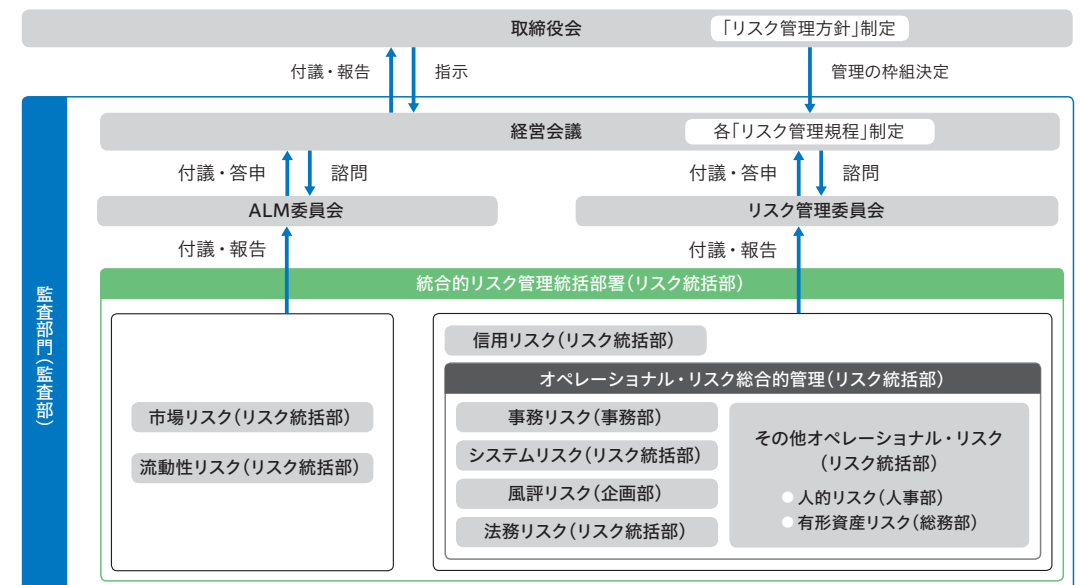 取締役会
「リスク管理方針」制定
付議・報告
指示
管理の枠組決定
経営会議
各「リスク管理規程」制定
付議・答申
諮問
付議・答申
諮問
ALM委員会
リスク管理委員会
付議・報告
付議・報告
監査部門(監査部)
統合的リスク管理統括部署(リスク統括部)
市場リスク(リスク統括部)
流動性リスク(リスク統括部)
信用リスク(リスク統括部)
オペレーショナル・リスク総合的管理(リスク統括部)
事務リスク(事務部)
システムリスク(リスク統括部)
風評リスク(企画部)
法務リスク(リスク統括部)
その他オペレーショナル・リスク
(リスク統括部)
人的リスク(人事部)
有形資産リスク(総務部)